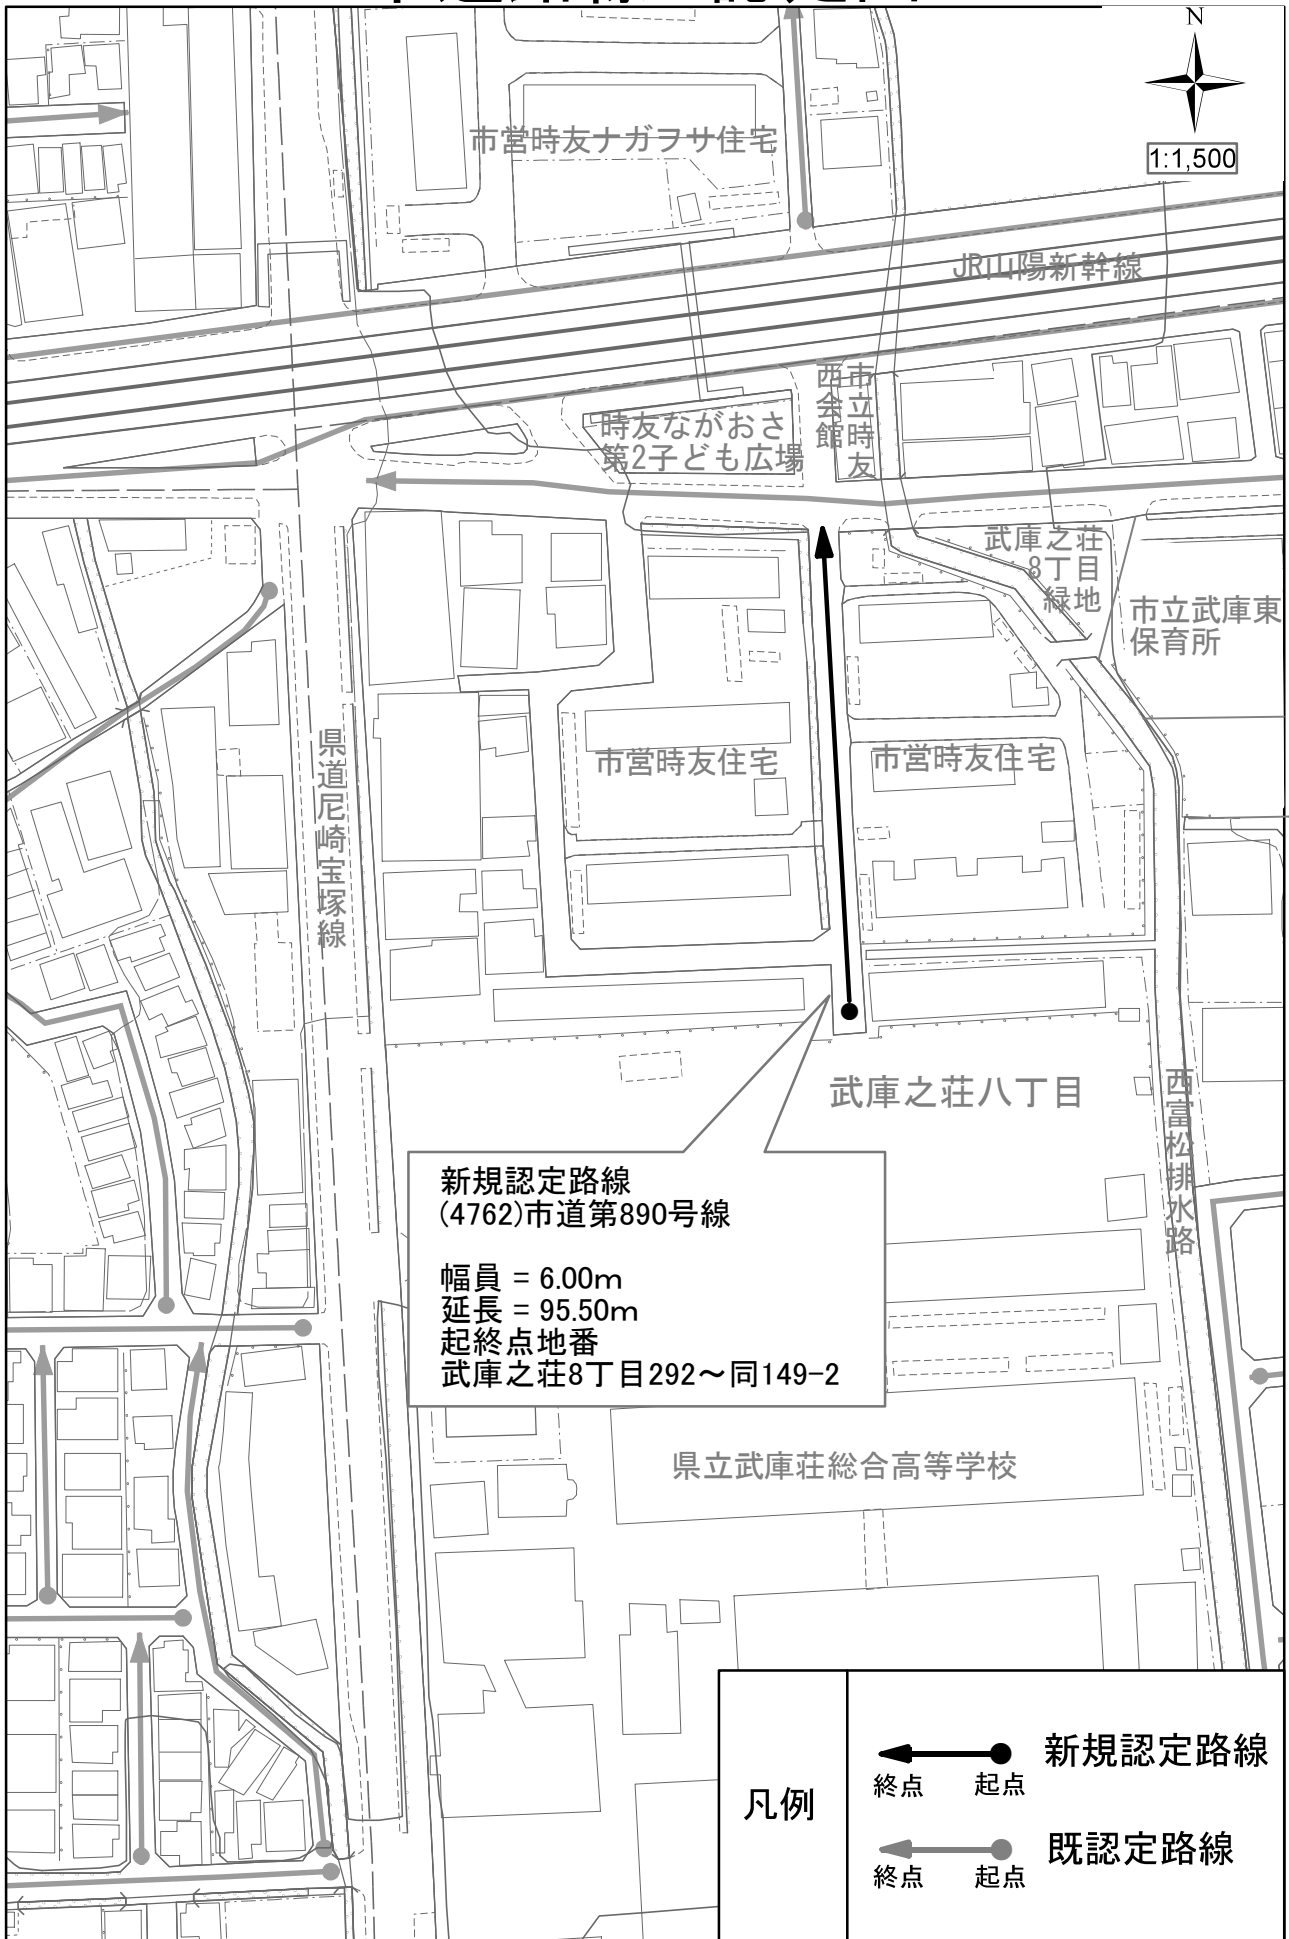 N
1:1,500
市営時友ナガヲサ住宅
JR山陽新幹線
市立時友
西会館
時友ながおさ
第2子ども広場
武庫之荘
8丁目
緑地
市立武庫東
保育所
市営時友住宅
市営時友住宅
県道尼崎宝塚線
武庫之荘八丁目
西富松排水路
新規認定路線
(4762)市道第890号線
幅員 = 6.00m
延長 = 95.50m
起終点地番
武庫之荘8丁目292～同149-2
県立武庫荘総合高等学校
凡例
新規認定路線
終点 起点
既認定路線
終点 起点